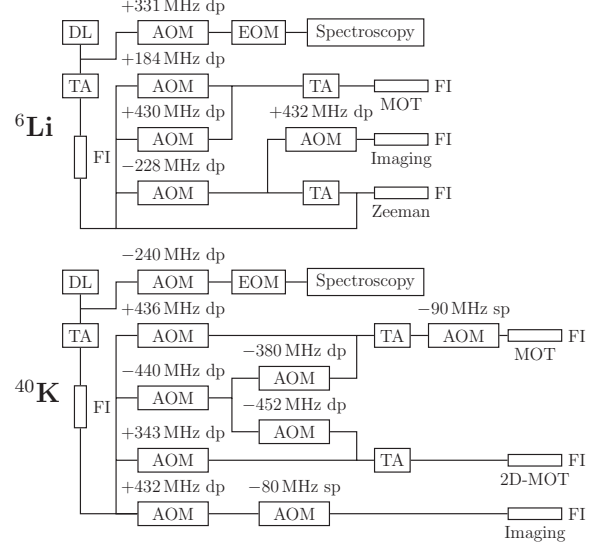 +331 MHz dp
DL AOM EOM Spectroscopy
+184 MHz dp
TA AOM TA FI
MOT
+430 MHz dp +432 MHz dp
⁶Li
AOM AOM FI
FI Imaging
−228 MHz dp
AOM TA FI
Zeeman
−240 MHz dp
DL AOM EOM Spectroscopy
+436 MHz dp −90 MHz sp
TA AOM TA AOM FI
MOT
−380 MHz dp
−440 MHz dp AOM
⁴⁰K
FI AOM
−452 MHz dp
+343 MHz dp AOM
AOM TA FI
2D-MOT
+432 MHz dp −80 MHz sp
AOM AOM FI
Imaging